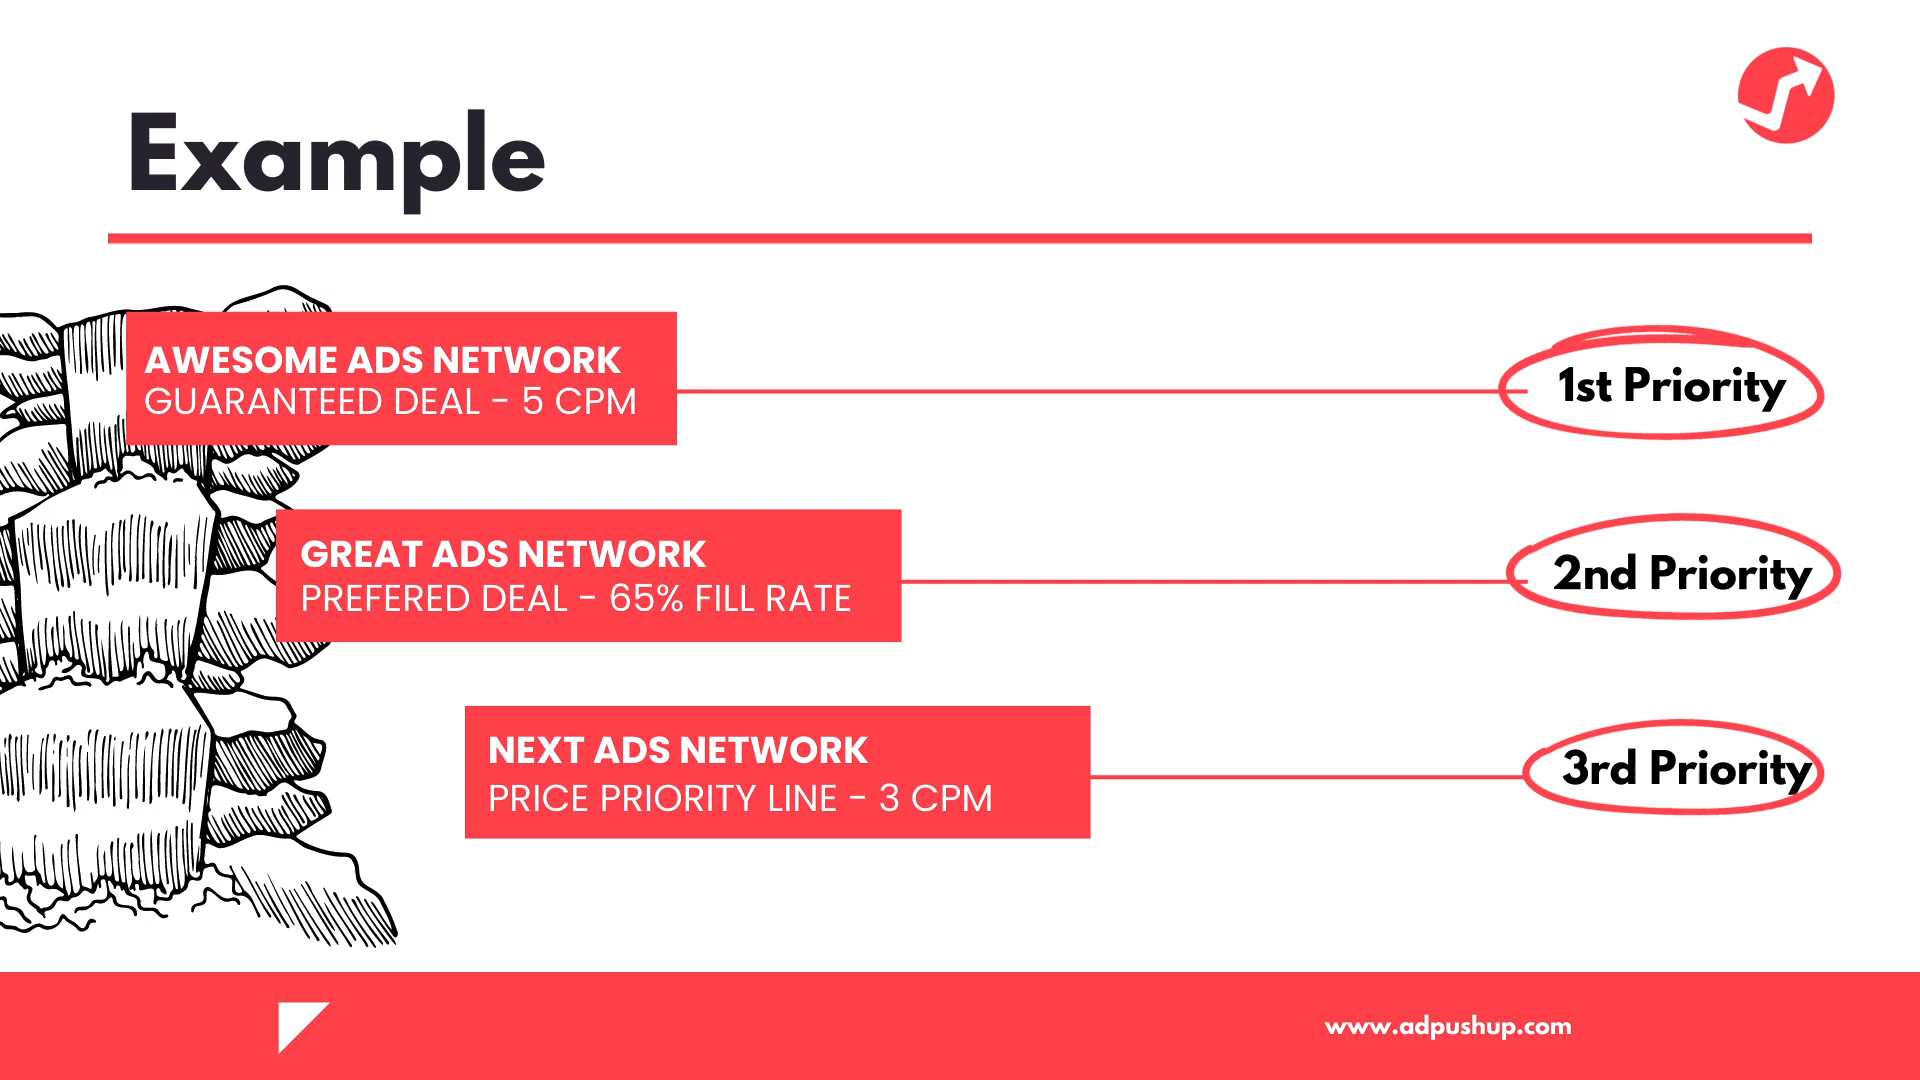 Example
AWESOME ADS NETWORK
GUARANTEED DEAL - 5 CPM
1st Priority
GREAT ADS NETWORK
PREFERED DEAL - 65% FILL RATE
2nd Priority
NEXT ADS NETWORK
PRICE PRIORITY LINE - 3 CPM
3rd Priority
www.adpushup.com